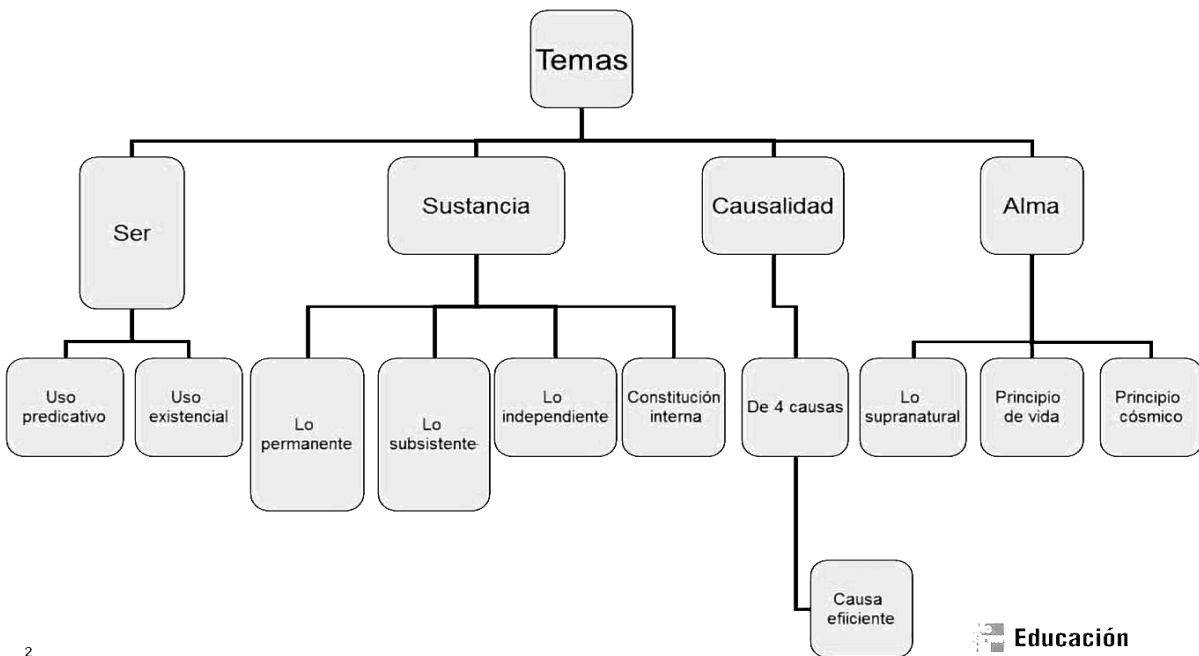 Temas
Ser
Sustancia
Causalidad
Alma
Uso
predicativo
Uso
existencial
Lo
permanente
Lo
subsistente
Lo
independiente
Constitución
interna
De 4 causas
Lo
supranatural
Principio
de vida
Principio
cósmico
Causa
efiiciente
2
Educación